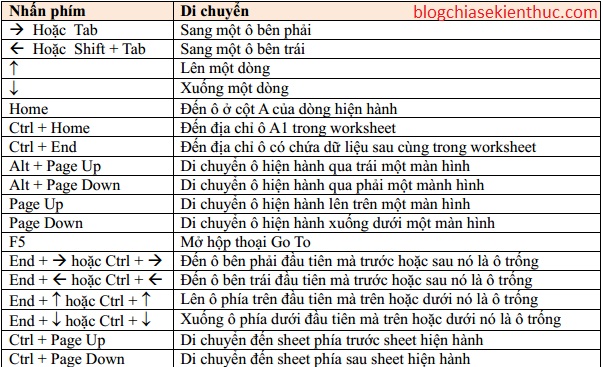 Nhấn phím Di chuyển blogchiasekienthuc.com
→ Hoặc Tab Sang một ô bên phải
← Hoặc Shift + Tab Sang một ô bên trái
↑ Lên một dòng
↓ Xuống một dòng
Home Đến ô ở cột A của dòng hiện hành
Ctrl + Home Đến địa chỉ ô A1 trong worksheet
Ctrl + End Đến địa chỉ ô có chứa dữ liệu sau cùng trong worksheet
Alt + Page Up Di chuyển ô hiện hành qua trái một màn hình
Alt + Page Down Di chuyển ô hiện hành qua phải một mành hình
Page Up Di chuyển ô hiện hành lên trên một màn hình
Page Down Di chuyển ô hiện hành xuống dưới một màn hình
F5 Mở hộp thoại Go To
End + → hoặc Ctrl + → Đến ô bên phải đầu tiên mà trước hoặc sau nó là ô trống
End + ← hoặc Ctrl + ← Đến ô bên trái đầu tiên mà trước hoặc sau nó là ô trống
End + ↑ hoặc Ctrl + ↑ Lên ô phía trên đầu tiên mà trên hoặc dưới nó là ô trống
End + ↓ hoặc Ctrl + ↓ Xuống ô phía dưới đầu tiên mà trên hoặc dưới nó là ô trống
Ctrl + Page Up Di chuyển đến sheet phía trước sheet hiện hành
Ctrl + Page Down Di chuyển đến sheet phía sau sheet hiện hành